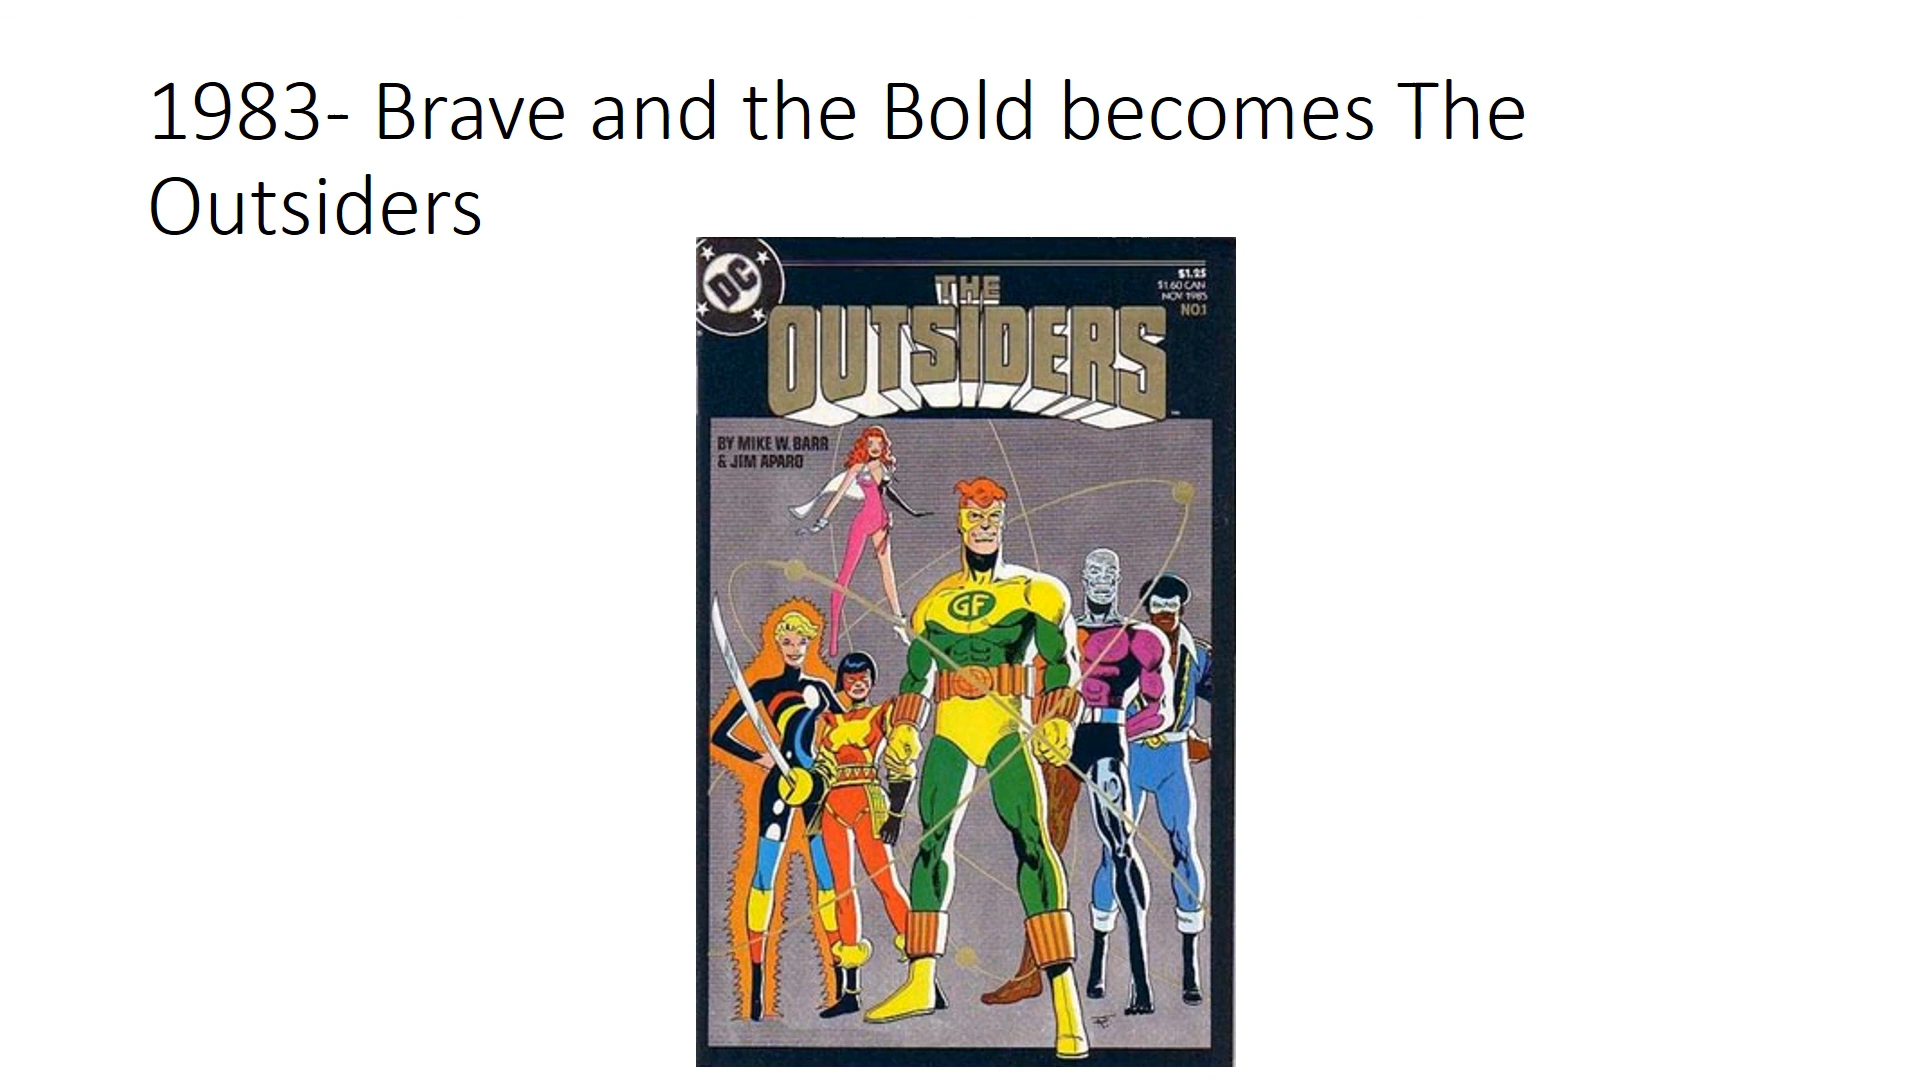 1983- Brave and the Bold becomes The
Outsiders
DC
THE
OUTSIDERS
$1.25
$1.60 CAN
NOV 1985
NO.1
BY MIKE W. BARR
& JIM APARO
GF